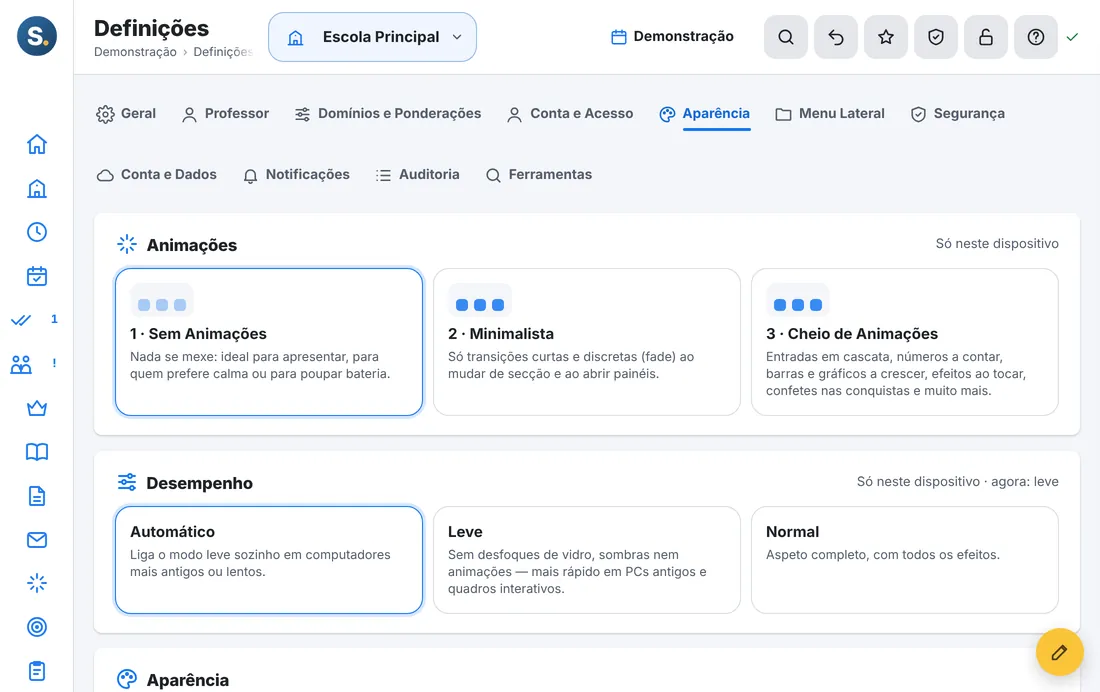 S.
Definições
Demonstração › Definições
Escola Principal
Demonstração
Geral
Professor
Domínios e Ponderações
Conta e Acesso
Aparência
Menu Lateral
Segurança
Conta e Dados
Notificações
Auditoria
Ferramentas
1
!
Animações
Só neste dispositivo
1 · Sem Animações
Nada se mexe: ideal para apresentar, para
quem prefere calma ou para poupar bateria.
2 · Minimalista
Só transições curtas e discretas (fade) ao
mudar de secção e ao abrir painéis.
3 · Cheio de Animações
Entradas em cascata, números a contar,
barras e gráficos a crescer, efeitos ao tocar,
confetes nas conquistas e muito mais.
Desempenho
Só neste dispositivo · agora: leve
Automático
Liga o modo leve sozinho em computadores
mais antigos ou lentos.
Leve
Sem desfoques de vidro, sombras nem
animações — mais rápido em PCs antigos e
quadros interativos.
Normal
Aspeto completo, com todos os efeitos.
Aparência